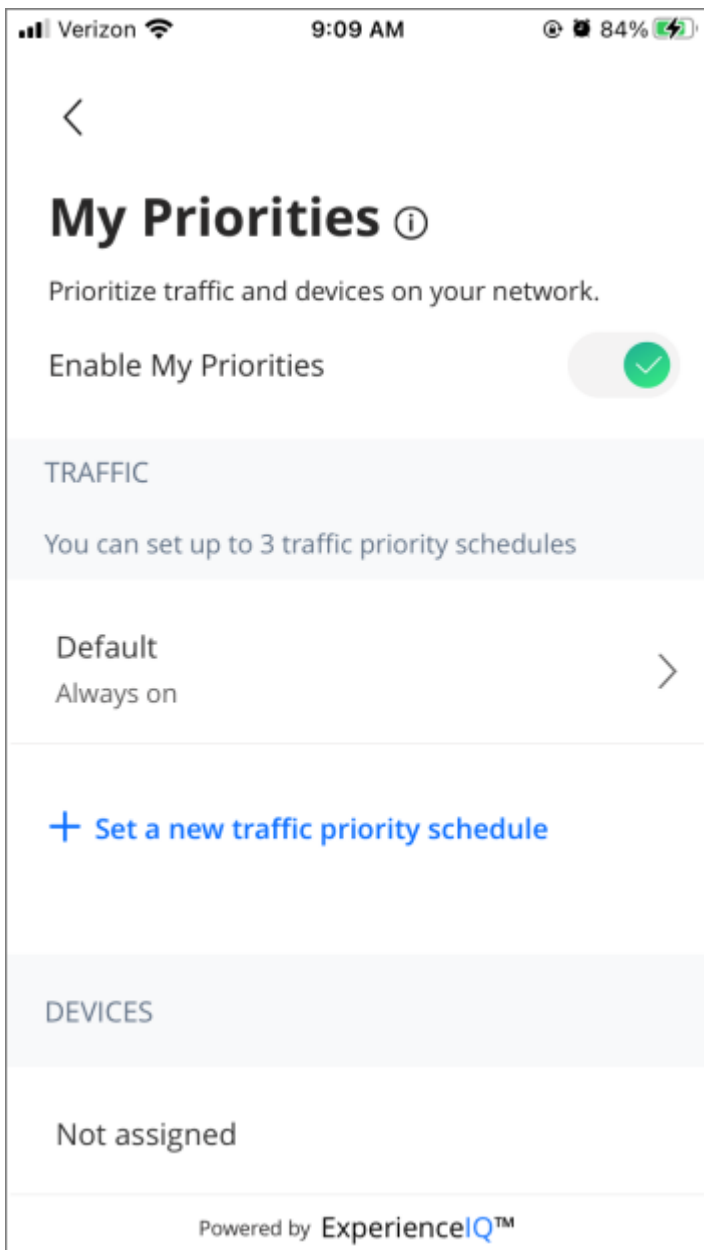 Verizon 9:09 AM 84%
My Priorities
Prioritize traffic and devices on your network.
Enable My Priorities
TRAFFIC
You can set up to 3 traffic priority schedules
Default
Always on
+ Set a new traffic priority schedule
DEVICES
Not assigned
Powered by ExperienceIQ™